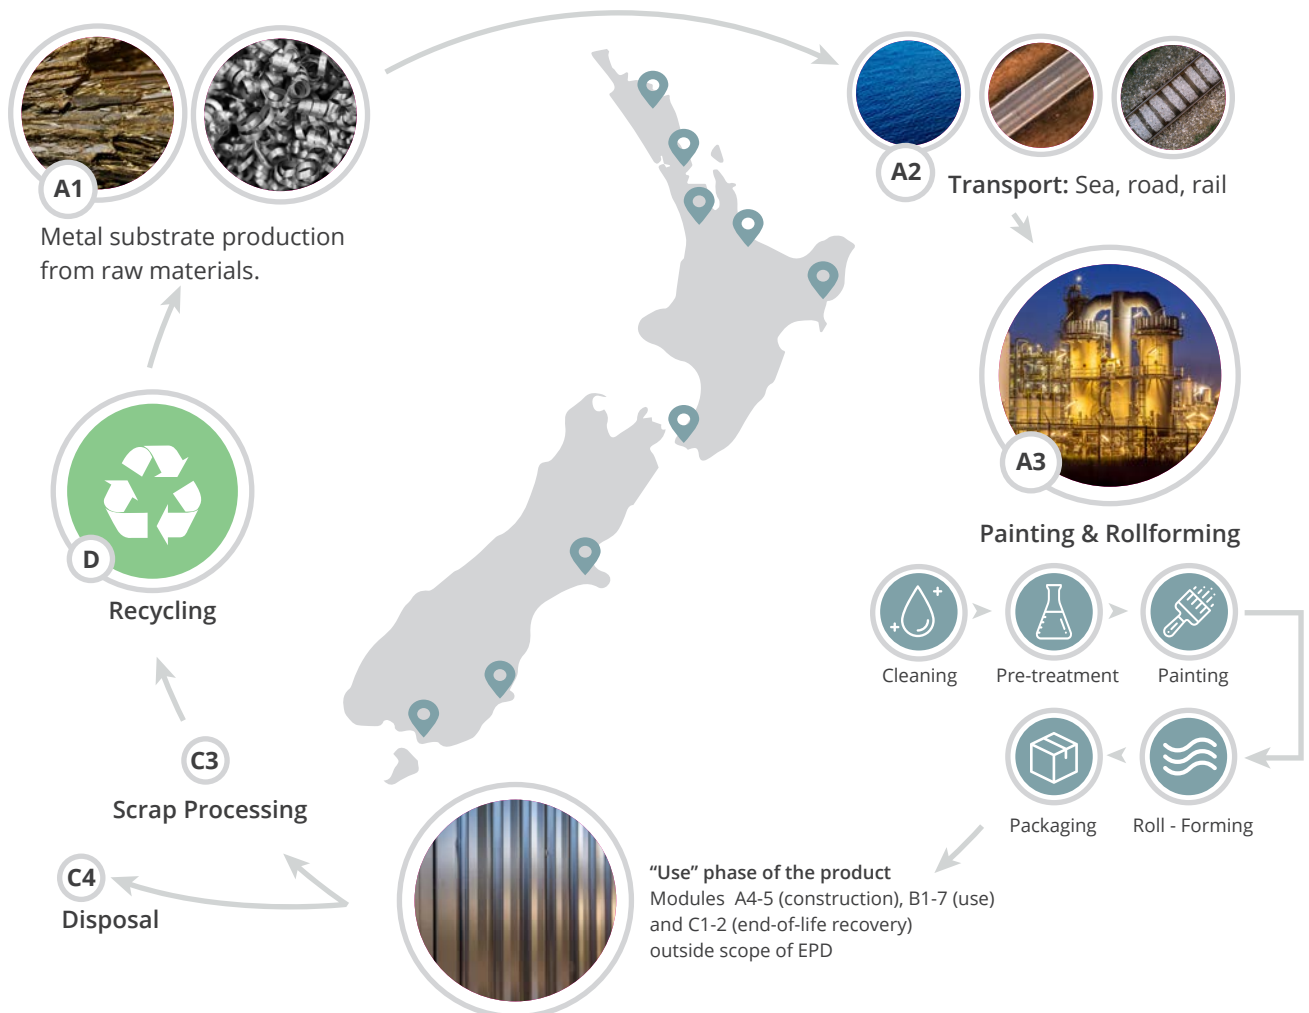 A1
Metal substrate production
from raw materials.
A2
Transport: Sea, road, rail
A3
Painting & Rollforming
Cleaning
Pre-treatment
Painting
Packaging
Roll - Forming
“Use” phase of the product
Modules A4-5 (construction), B1-7 (use)
and C1-2 (end-of-life recovery)
outside scope of EPD
C4
Disposal
C3
Scrap Processing
D
Recycling